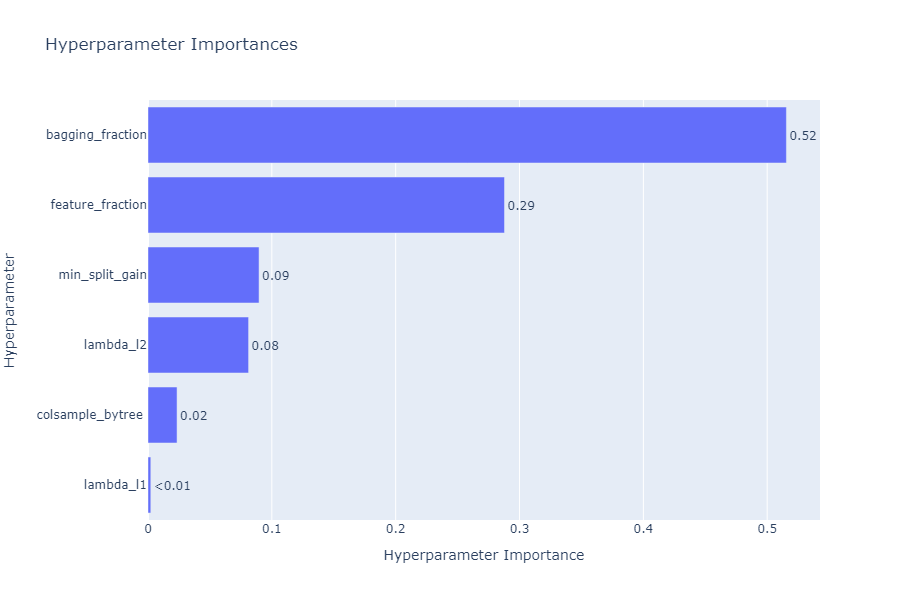 Hyperparameter Importances
Hyperparameter
bagging_fraction
0.52
feature_fraction
0.29
min_split_gain
0.09
lambda_l2
0.08
colsample_bytree
0.02
lambda_l1
<0.01
0
0.1
0.2
0.3
0.4
0.5
Hyperparameter Importance